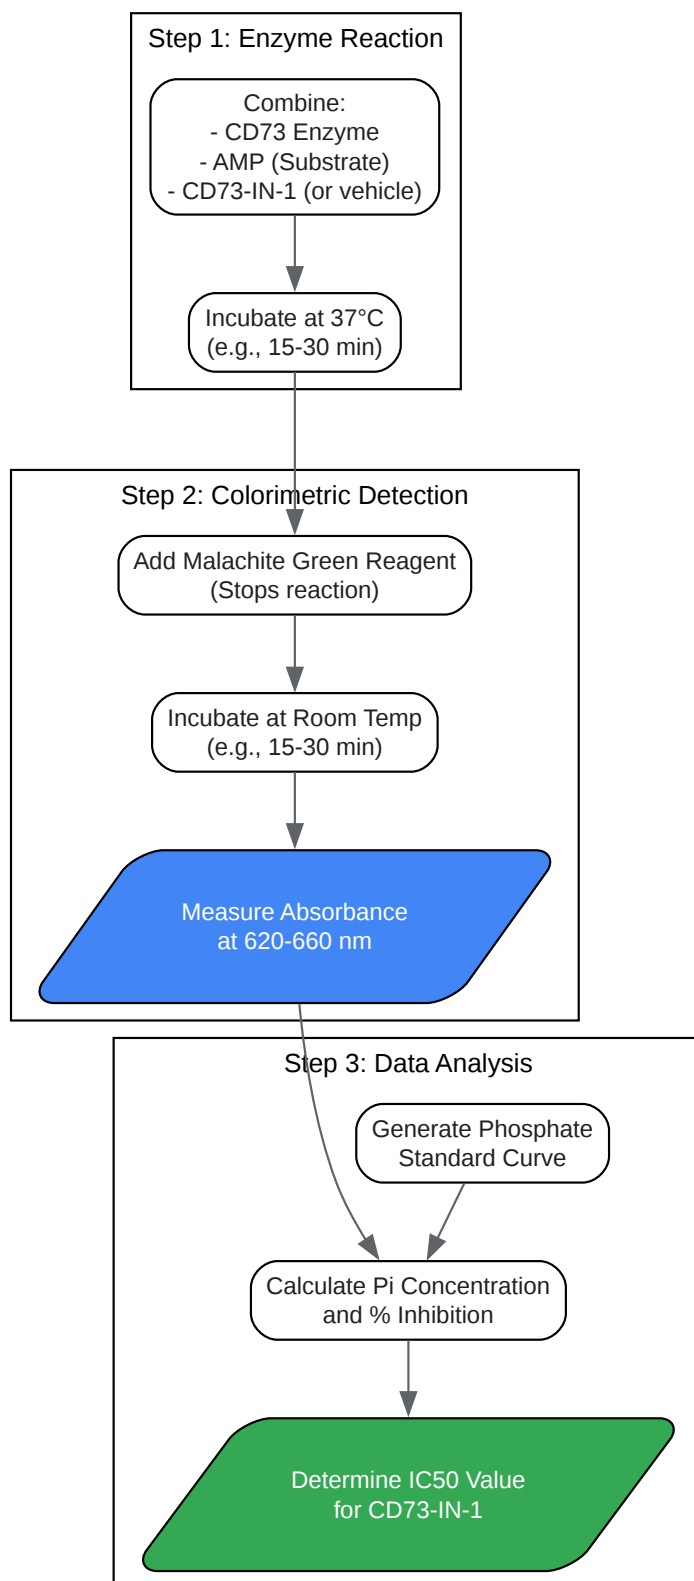 Step 1: Enzyme Reaction
Combine:
- CD73 Enzyme
- AMP (Substrate)
- CD73-IN-1 (or vehicle)
Incubate at 37°C
(e.g., 15-30 min)
Step 2: Colorimetric Detection
Add Malachite Green Reagent
(Stops reaction)
Incubate at Room Temp
(e.g., 15-30 min)
Measure Absorbance
at 620-660 nm
Step 3: Data Analysis
Generate Phosphate
Standard Curve
Calculate Pi Concentration
and % Inhibition
Determine IC50 Value
for CD73-IN-1